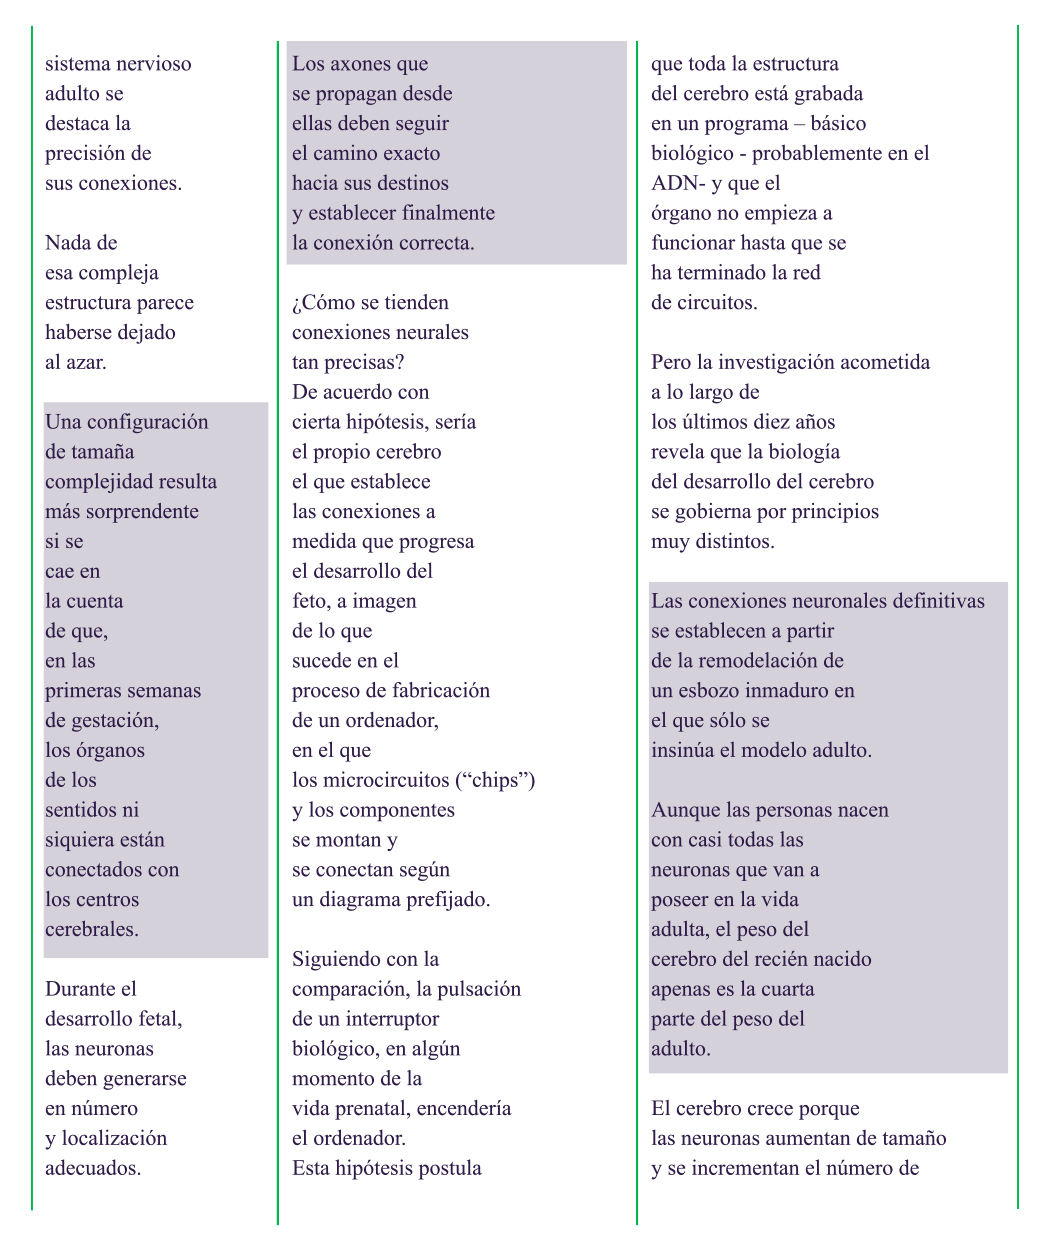 sistema nervioso
adulto se
destaca la
precisión de
sus conexiones.
Nada de
esa compleja
estructura parece
haberse dejado
al azar.
Una configuración
de tamaña
complejidad resulta
más sorprendente
si se
cae en
la cuenta
de que,
en las
primeras semanas
de gestación,
los órganos
de los
sentidos ni
siquiera están
conectados con
los centros
cerebrales.
Durante el
desarrollo fetal,
las neuronas
deben generarse
en número
y localización
adecuados.
Los axones que
se propagan desde
ellas deben seguir
el camino exacto
hacia sus destinos
y establecer finalmente
la conexión correcta.
¿Cómo se tienden
conexiones neurales
tan precisas?
De acuerdo con
cierta hipótesis, sería
el propio cerebro
el que establece
las conexiones a
medida que progresa
el desarrollo del
feto, a imagen
de lo que
sucede en el
proceso de fabricación
de un ordenador,
en el que
los microcircuitos (“chips”)
y los componentes
se montan y
se conectan según
un diagrama prefijado.
Siguiendo con la
comparación, la pulsación
de un interruptor
biológico, en algún
momento de la
vida prenatal, encendería
el ordenador.
Esta hipótesis postula
que toda la estructura
del cerebro está grabada
en un programa – básico
biológico - probablemente en el
ADN- y que el
órgano no empieza a
funcionar hasta que se
ha terminado la red
de circuitos.
Pero la investigación acometida
a lo largo de
los últimos diez años
revela que la biología
del desarrollo del cerebro
se gobierna por principios
muy distintos.
Las conexiones neuronales definitivas
se establecen a partir
de la remodelación de
un esbozo inmaduro en
el que sólo se
insinúa el modelo adulto.
Aunque las personas nacen
con casi todas las
neuronas que van a
poseer en la vida
adulta, el peso del
cerebro del recién nacido
apenas es la cuarta
parte del peso del
adulto.
El cerebro crece porque
las neuronas aumentan de tamaño
y se incrementan el número de